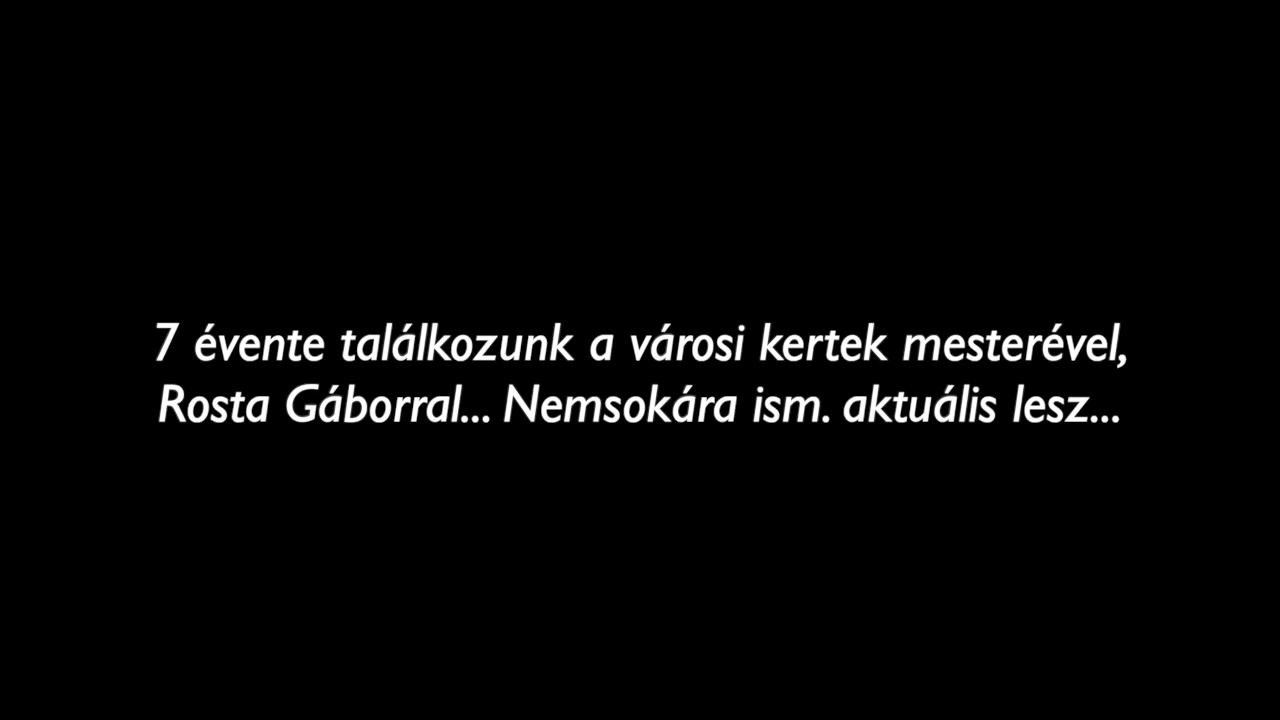 7 évente találkozunk a városi kertek mesterével,
Rosta Gáborral... Nemsokára ism. aktuális lesz...